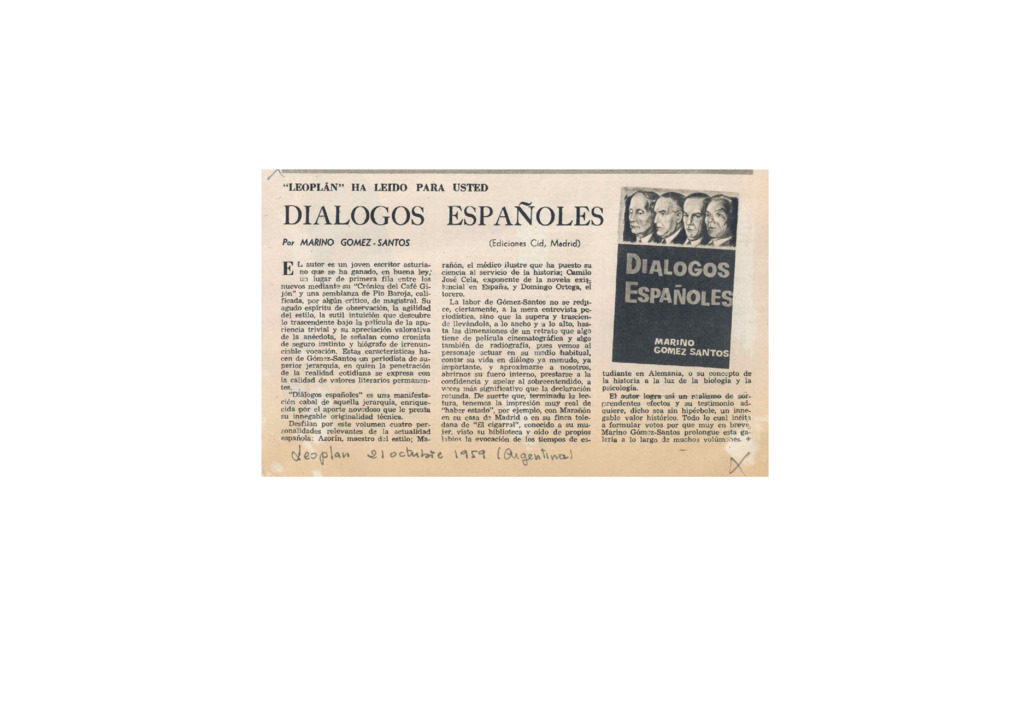 "LEOPLÁN" HA LEIDO PARA USTED
DIALOGOS ESPAÑOLES
Por MARINO GOMEZ-SANTOS
(Ediciones Cid, Madrid)
EL autor es un joven escritor asturia-
no que se ha ganado, en buena ley,
un lugar de primera fila entre los
nuevos mediante su "Crónica del Café Gi-
jón" y una semblanza de Pío Baroja, cali-
ficada, por algún crítico, de magistral. Su
agudo espíritu de observación, la agilidad
del estilo, la sutil intuición que descubre
lo trascendente bajo la película de la apa-
riencia trivial y su apreciación valorativa
de la anécdota, le señalan como cronista
de seguro instinto y biógrafo de irrenun-
ciable vocación. Estas características ha-
cen de Gómez-Santos un periodista de su-
perior jerarquía, en quien la penetración
de la realidad cotidiana se expresa con
la calidad de valores literarios permanen-
tes.
"Diálogos españoles" es una manifesta-
ción cabal de aquella jerarquía, enrique-
cida por el aporte novedoso que le presta
su innegable originalidad técnica.
Desfilan por este volumen cuatro per-
sonalidades relevantes de la actualidad
española: Azorín, maestro del estilo; Ma-
rañón, el médico ilustre que ha puesto su
ciencia al servicio de la historia; Camilo
José Cela, exponente de la novela exis-
tencial en España, y Domingo Ortega, el
torero.
La labor de Gómez-Santos no se redu-
ce, ciertamente, a la mera entrevista pe-
riodística, sino que la supera y trascien-
de llevándola, a lo ancho y a lo alto, has-
ta las dimensiones de un retrato que algo
tiene de película cinematográfica y algo
también de radiografía, pues vemos al
personaje actuar en su medio habitual,
contar su vida en diálogo ya menudo, ya
importante, y aproximarse a nosotros,
abrirnos su fuero interno, prestarse a la
confidencia y apelar al sobreentendido, a
veces más significativo que la declaración
rotunda. De suerte que, terminada la lec-
tura, tenemos la impresión muy real de
"haber estado", por ejemplo, con Marañón
en su casa de Madrid o en su finca tole-
dana de "El cigarral", conocido a su mu-
jer, visto su biblioteca y oído de propios
labios la evocación de los tiempos de es-
DIALOGOS
ESPAÑOLES
MARINO
GOMEZ SANTOS
tudiante en Alemania, o su concepto de
la historia a la luz de la biología y la
psicología.
El autor logra así un realismo de sor-
prendentes efectos y su testimonio ad-
quiere, dicho sea sin hipérbole, un inne-
gable valor histórico. Todo lo cual incita
a formular votos por que muy en breve,
Marino Gómez-Santos prolongue esta ga-
lería a lo largo de muchos volúmenes. *
Leoplan 21 octubre 1959 (Argentina)